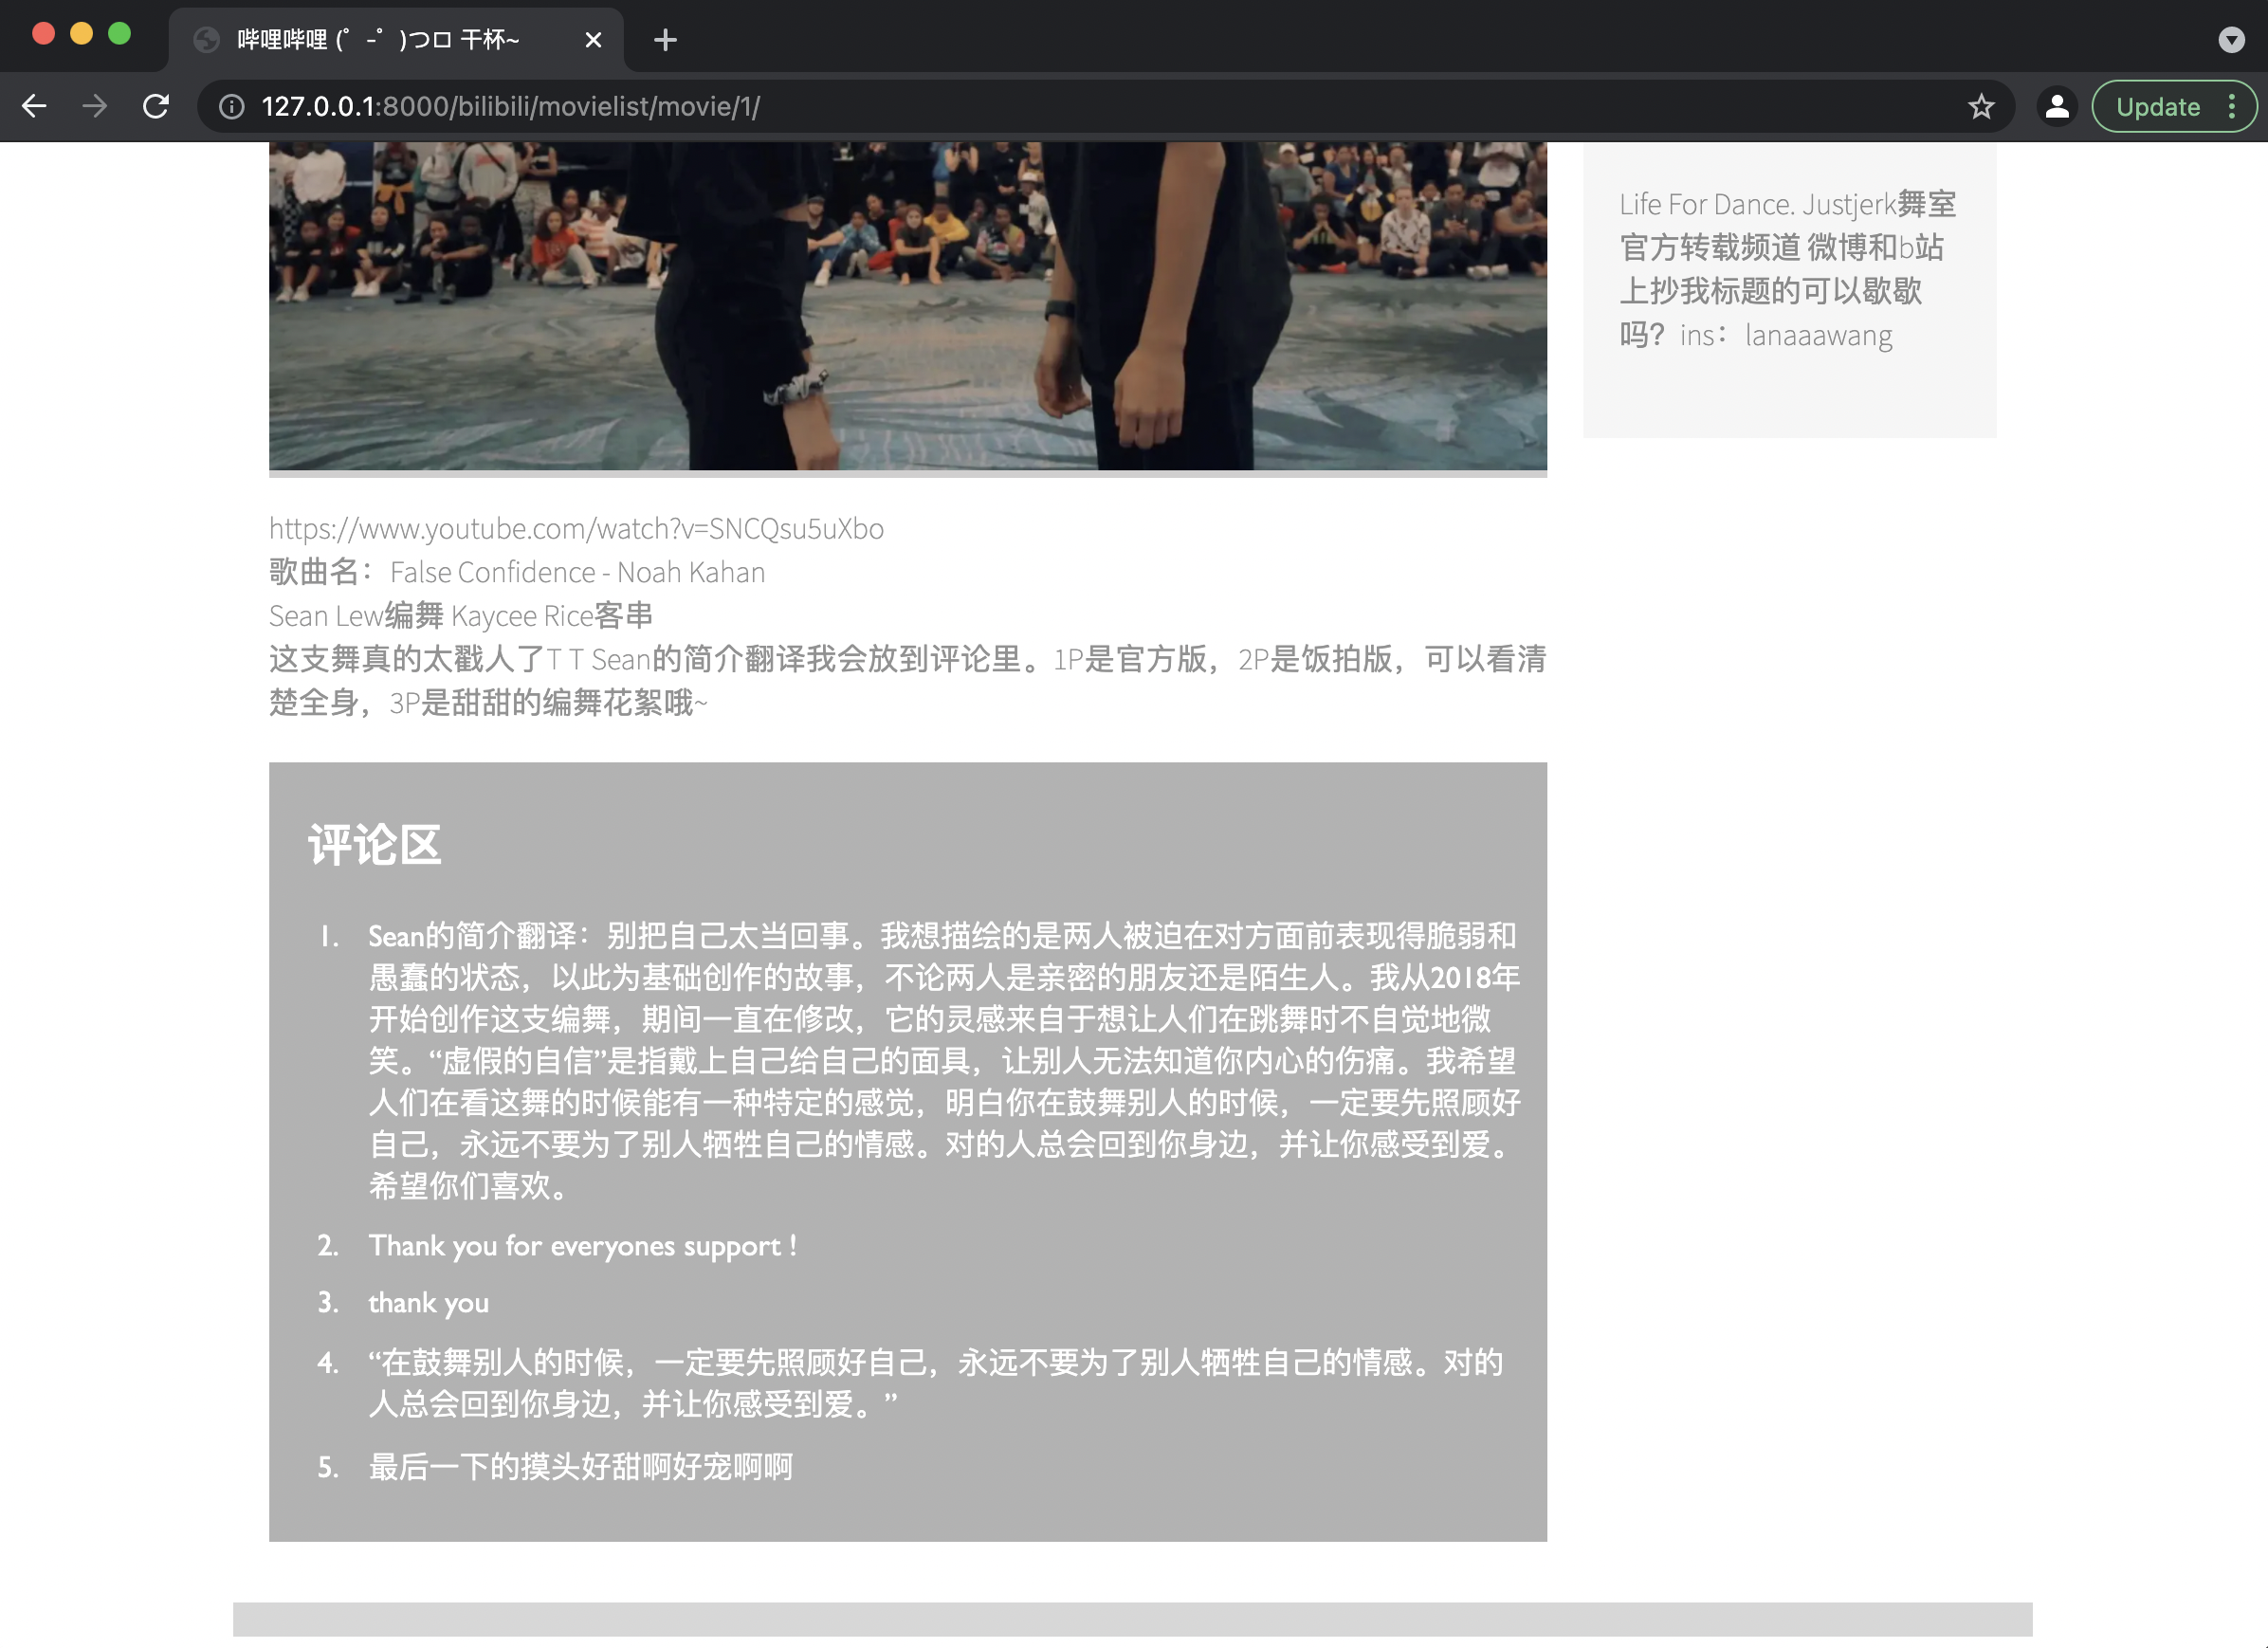 哔哩哔哩 (゜-゜)つロ 干杯~
127.0.0.1:8000/bilibili/movielist/movie/1/
Update
Life For Dance. Justjerk舞室
官方转载频道 微博和b站
上抄我标题的可以歇歇
吗？ins：lanaaawang
https://www.youtube.com/watch?v=SNCQsu5uXbo
歌曲名：False Confidence - Noah Kahan
Sean Lew编舞 Kaycee Rice客串
这支舞真的太戳人了T T Sean的简介翻译我会放到评论里。1P是官方版，2P是饭拍版，可以看清
楚全身，3P是甜甜的编舞花絮哦~
评论区
1. Sean的简介翻译：别把自己太当回事。我想描绘的是两人被迫在对方面前表现得脆弱和
愚蠢的状态，以此为基础创作的故事，不论两人是亲密的朋友还是陌生人。我从2018年
开始创作这支编舞，期间一直在修改，它的灵感来自于想让人们在跳舞时不自觉地微
笑。“虚假的自信”是指戴上自己给自己的面具，让别人无法知道你内心的伤痛。我希望
人们在看这舞的时候能有一种特定的感觉，明白你在鼓舞别人的时候，一定要先照顾好
自己，永远不要为了别人牺牲自己的情感。对的人总会回到你身边，并让你感受到爱。
希望你们喜欢。
2. Thank you for everyones support !
3. thank you
4. “在鼓舞别人的时候，一定要先照顾好自己，永远不要为了别人牺牲自己的情感。对的
人总会回到你身边，并让你感受到爱。”
5. 最后一下的摸头好甜啊好宠啊啊